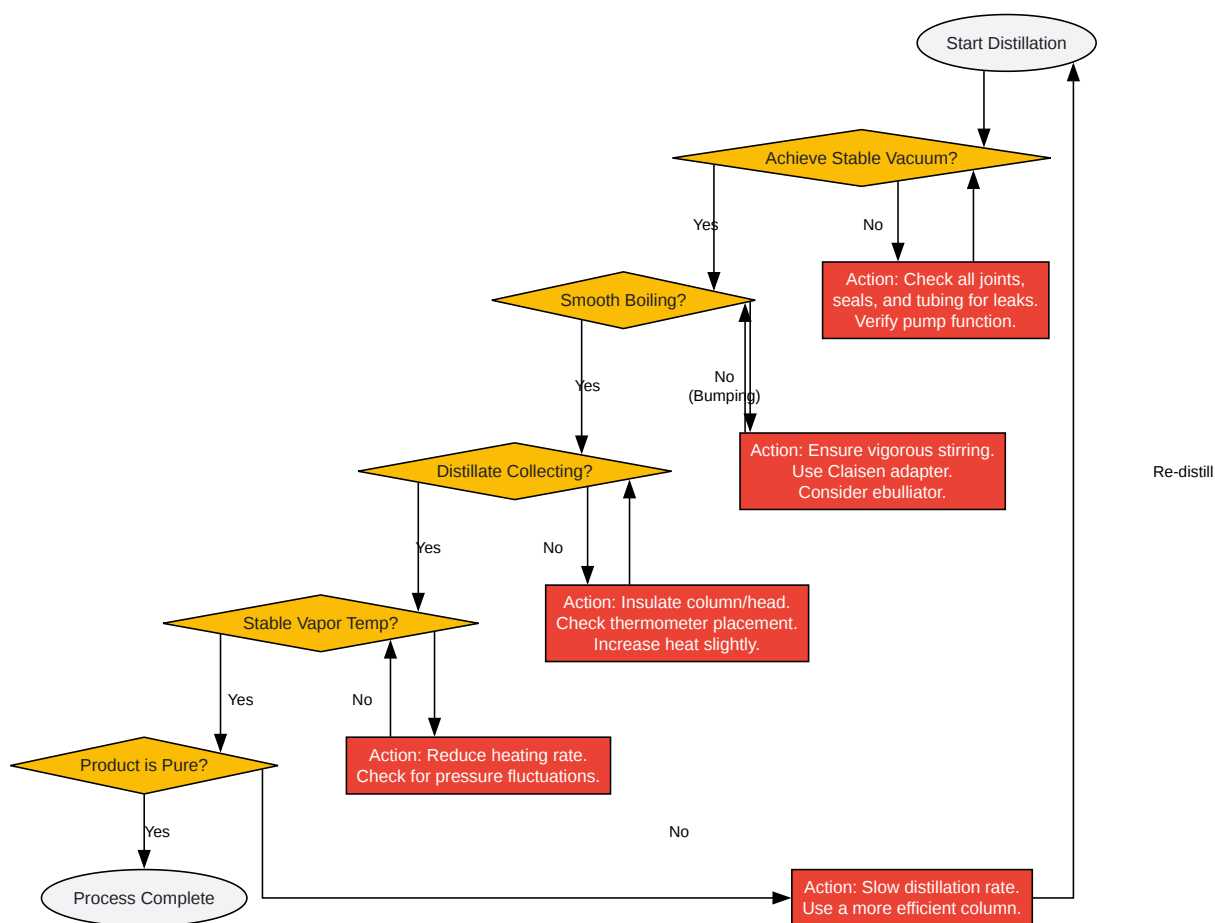 Start Distillation
Achieve Stable Vacuum?
Yes
No
Action: Check all joints,
seals, and tubing for leaks.
Verify pump function.
Smooth Boiling?
Yes
No
(Bumping)
Action: Ensure vigorous stirring.
Use Claisen adapter.
Consider ebulliator.
Distillate Collecting?
Re-distill
Yes
No
Action: Insulate column/head.
Check thermometer placement.
Increase heat slightly.
Stable Vapor Temp?
Yes
No
Action: Reduce heating rate.
Check for pressure fluctuations.
Product is Pure?
Yes
No
Action: Slow distillation rate.
Use a more efficient column.
Process Complete